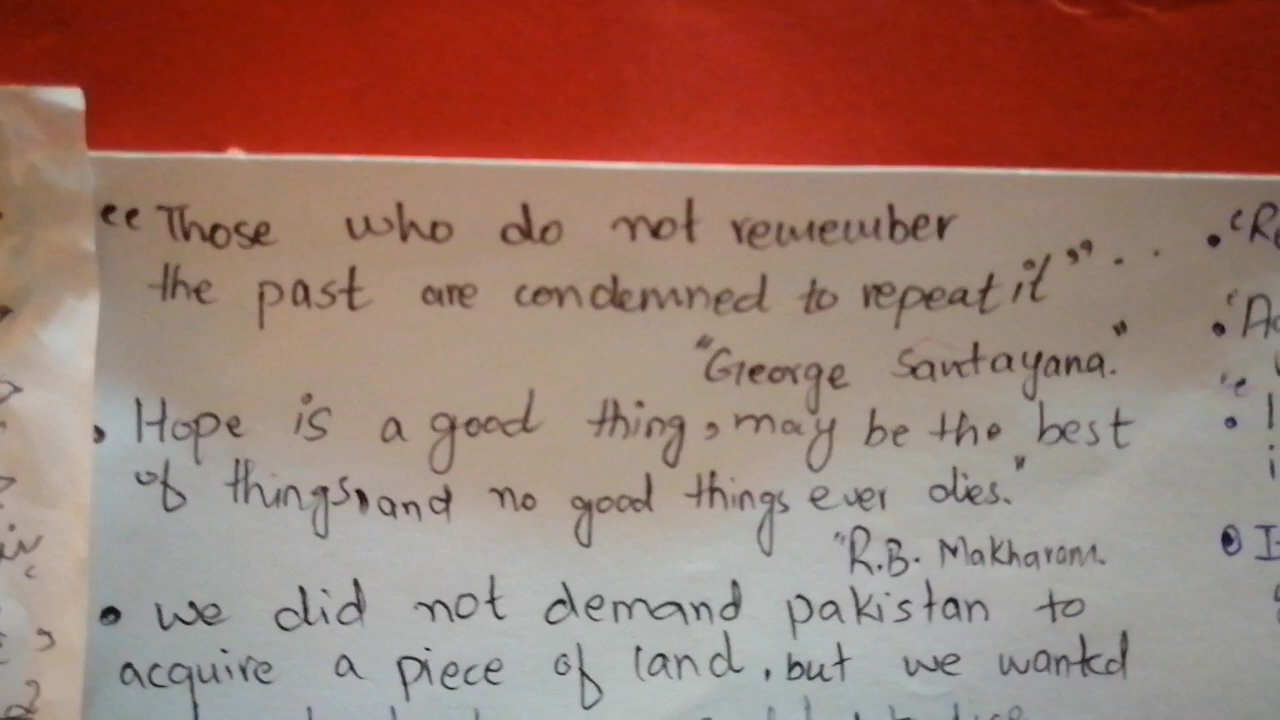 "Those who do not remember
the past are condemned to repeat it"...
"George Santayana."
• Hope is a good thing, may be the best
of things, and no good things ever dies."
"R.B. Makharam.
• we did not demand pakistan to
acquire a piece of land, but we wanted